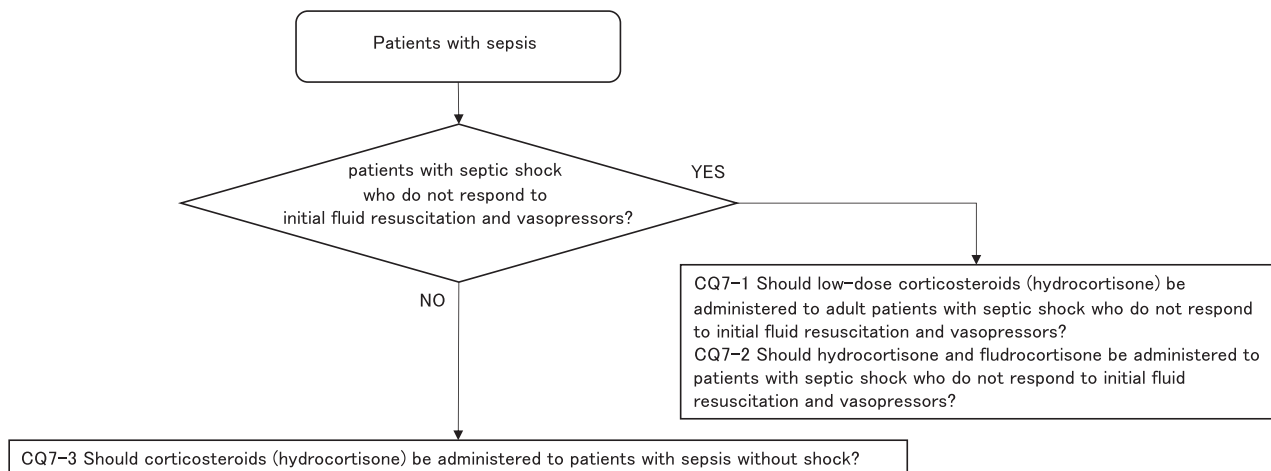 Patients with sepsis
patients with septic shock
who do not respond to
initial fluid resuscitation and vasopressors?
YES
NO
CQ7-1 Should low-dose corticosteroids (hydrocortisone) be
administered to adult patients with septic shock who do not respond
to initial fluid resuscitation and vasopressors?
CQ7-2 Should hydrocortisone and fludrocortisone be administered to
patients with septic shock who do not respond to initial fluid
resuscitation and vasopressors?
CQ7-3 Should corticosteroids (hydrocortisone) be administered to patients with sepsis without shock?